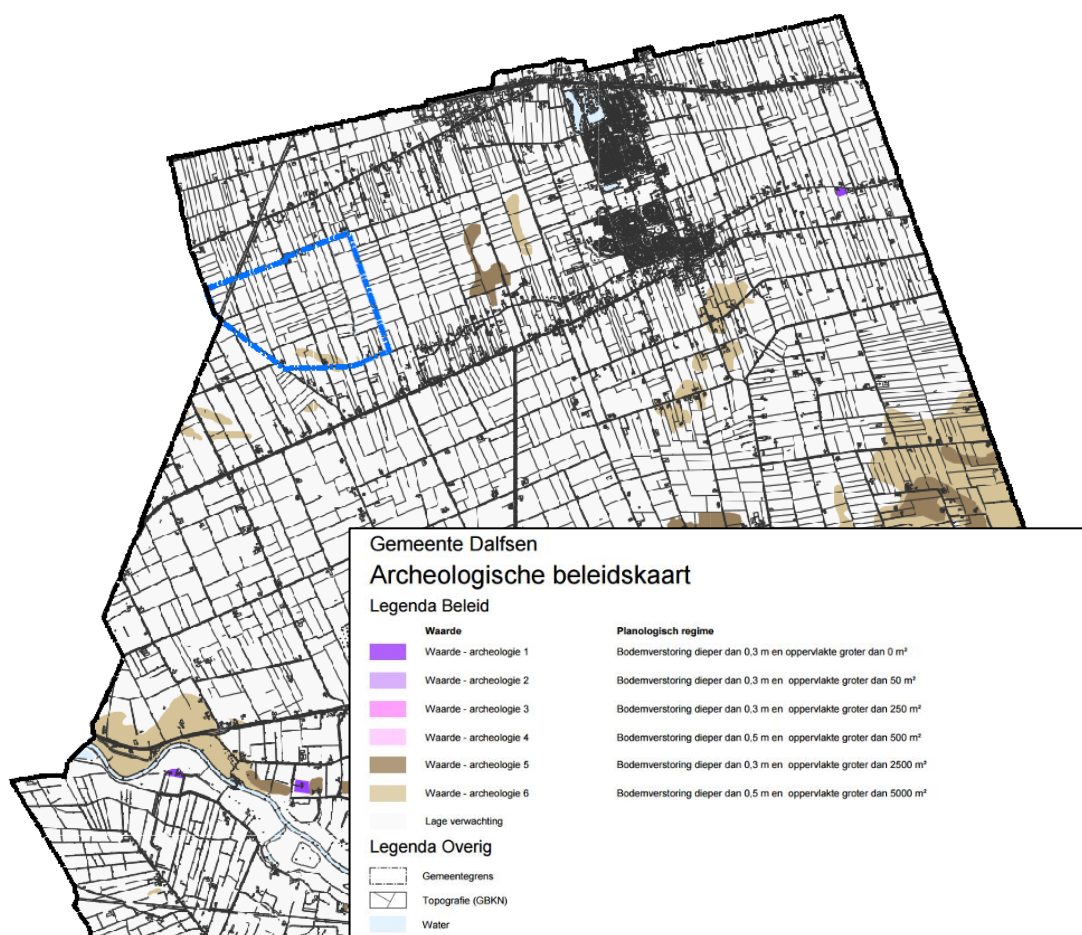 Gemeente Dalfsen
Archeologische beleidskaart
Legenda Beleid
Waarde Planologisch regime
Waarde - archeologie 1 Bodemverstoring dieper dan 0,3 m en oppervlakte groter dan 0 m²
Waarde - archeologie 2 Bodemverstoring dieper dan 0,3 m en oppervlakte groter dan 50 m²
Waarde - archeologie 3 Bodemverstoring dieper dan 0,3 m en oppervlakte groter dan 250 m²
Waarde - archeologie 4 Bodemverstoring dieper dan 0,5 m en oppervlakte groter dan 500 m²
Waarde - archeologie 5 Bodemverstoring dieper dan 0,3 m en oppervlakte groter dan 2500 m²
Waarde - archeologie 6 Bodemverstoring dieper dan 0,5 m en oppervlakte groter dan 5000 m²
Lage verwachting
Legenda Overig
Gemeentegrens
Topografie (GBKN)
Water